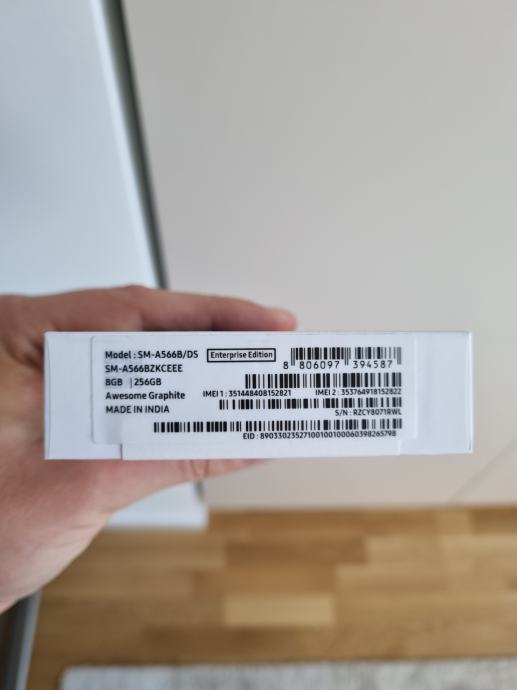 Model : SM-A566B/DS Enterprise Edition
SM-A566BZKCEEE
8 806097 394587
8GB | 256GB
Awesome Graphite
IMEI 1 : 351448408152821 IMEI 2 : 353764918152822
MADE IN INDIA
S/N : RZCY8071RWL
EID : 89033023527100100100060398265798